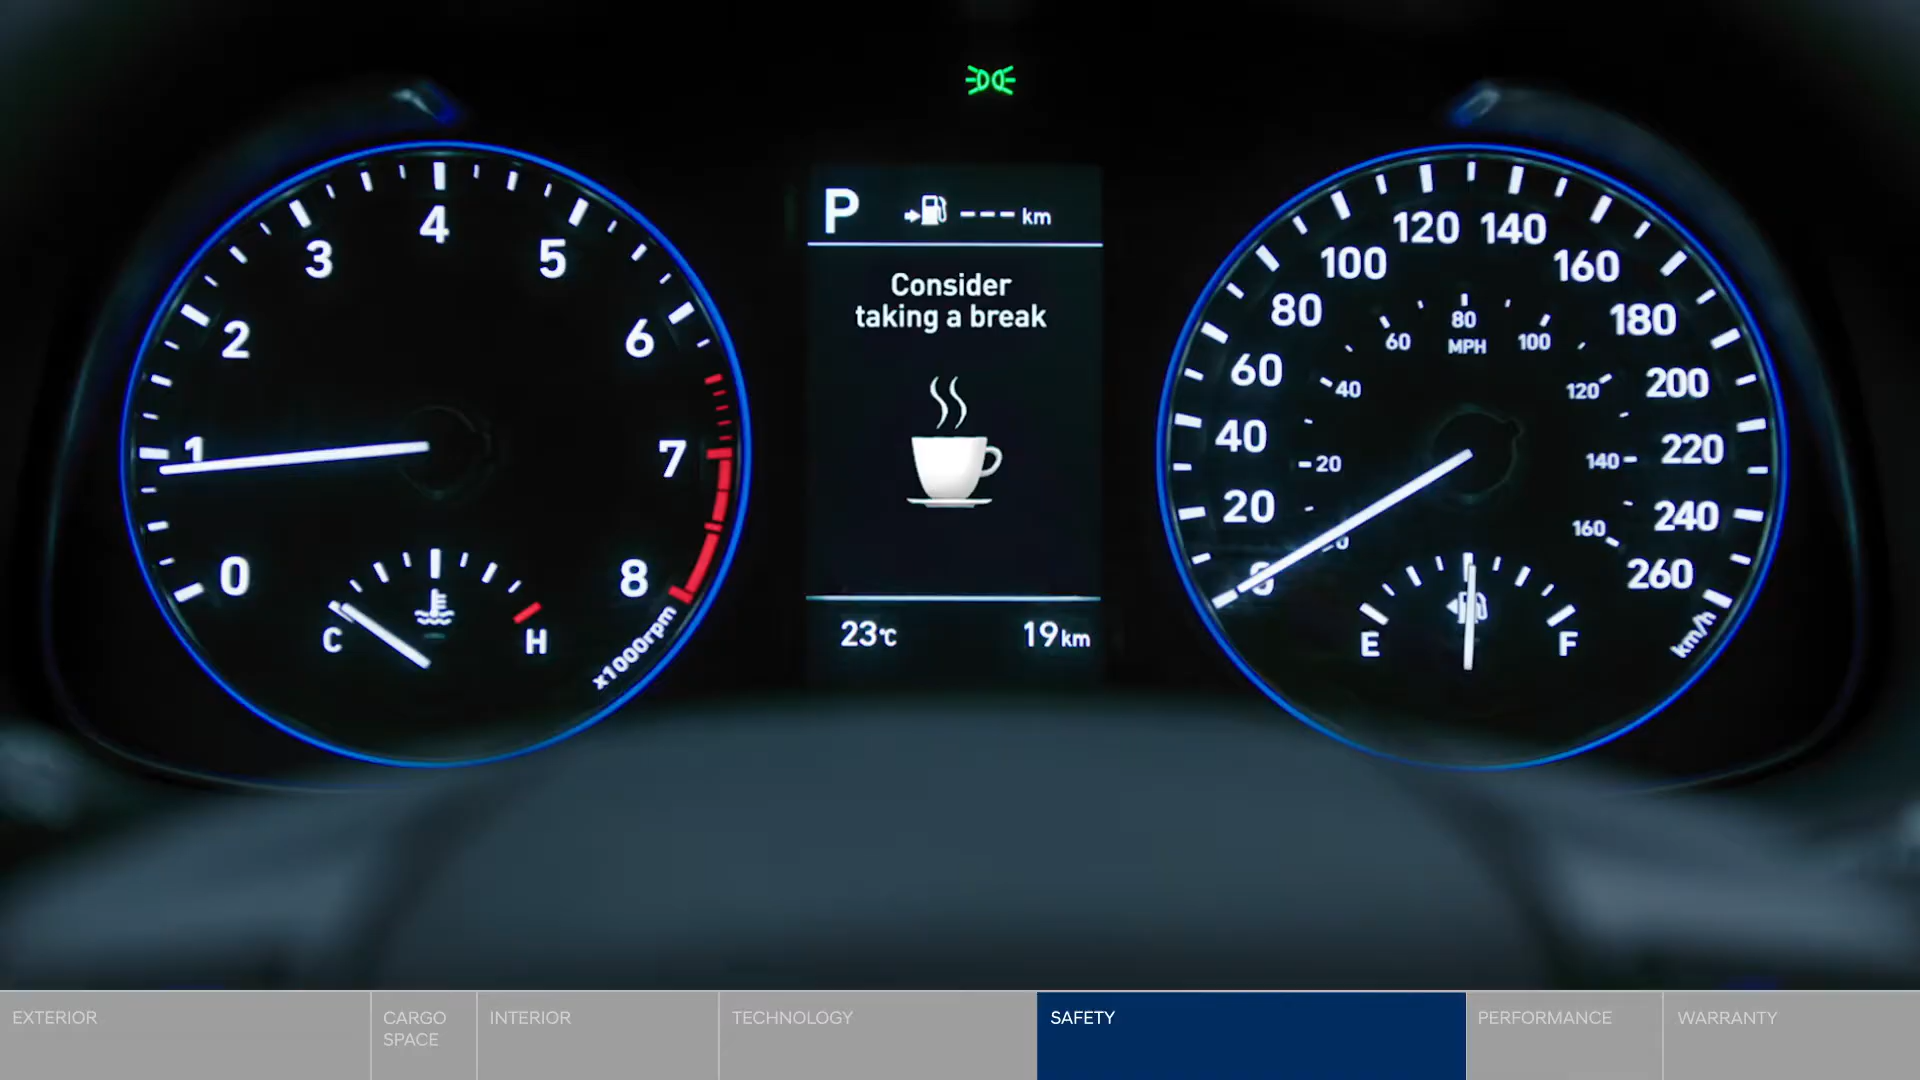 P
--- km
Consider
taking a break
23°C
19km
0
1
2
3
4
5
6
7
8
x1000rpm
C
H
0
20
40
60
80
100
120
140
160
180
200
220
240
260
km/h
0
20
40
60
80
MPH
100
120
140
160
E
F
EXTERIOR
CARGO
SPACE
INTERIOR
TECHNOLOGY
SAFETY
PERFORMANCE
WARRANTY